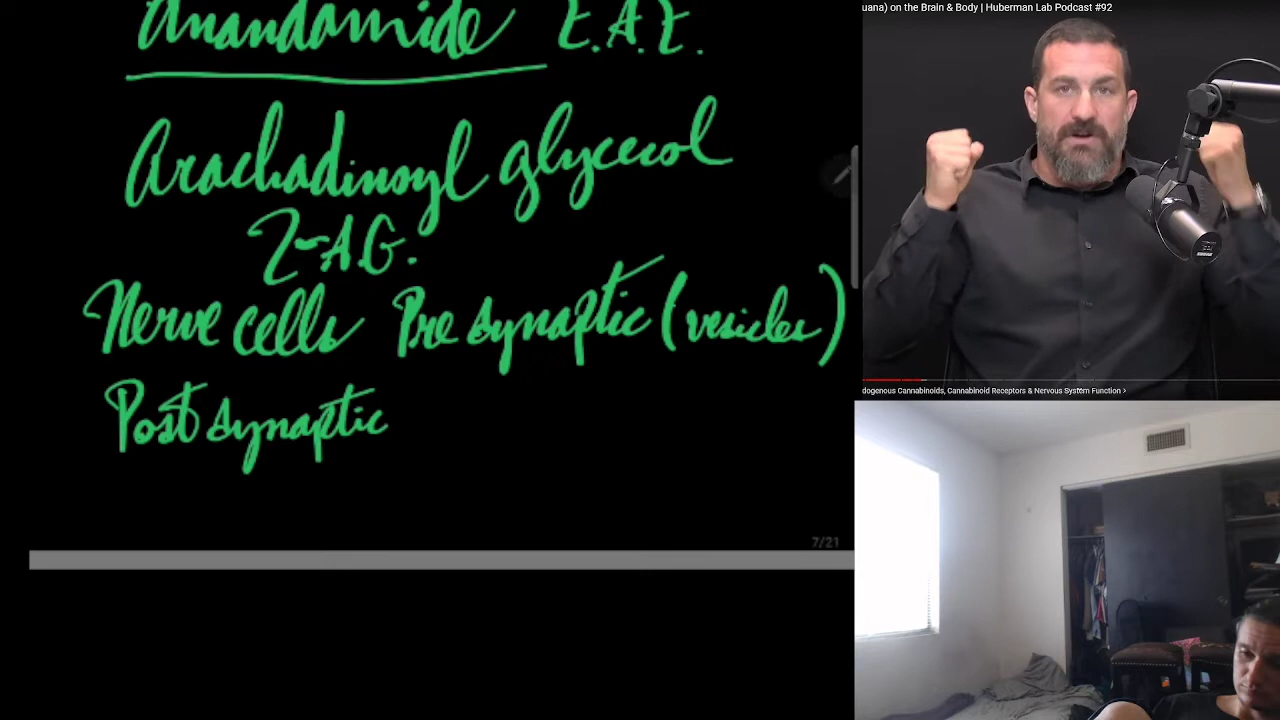 Anandamide E.A.E.
Arachadinoyl glycerol
2-A.G.
Nerve cells Pre synaptic (vesicles)
Post synaptic
7/21
uana) on the Brain & Body | Huberman Lab Podcast #92
dogenous Cannabinoids, Cannabinoid Receptors & Nervous System Function >